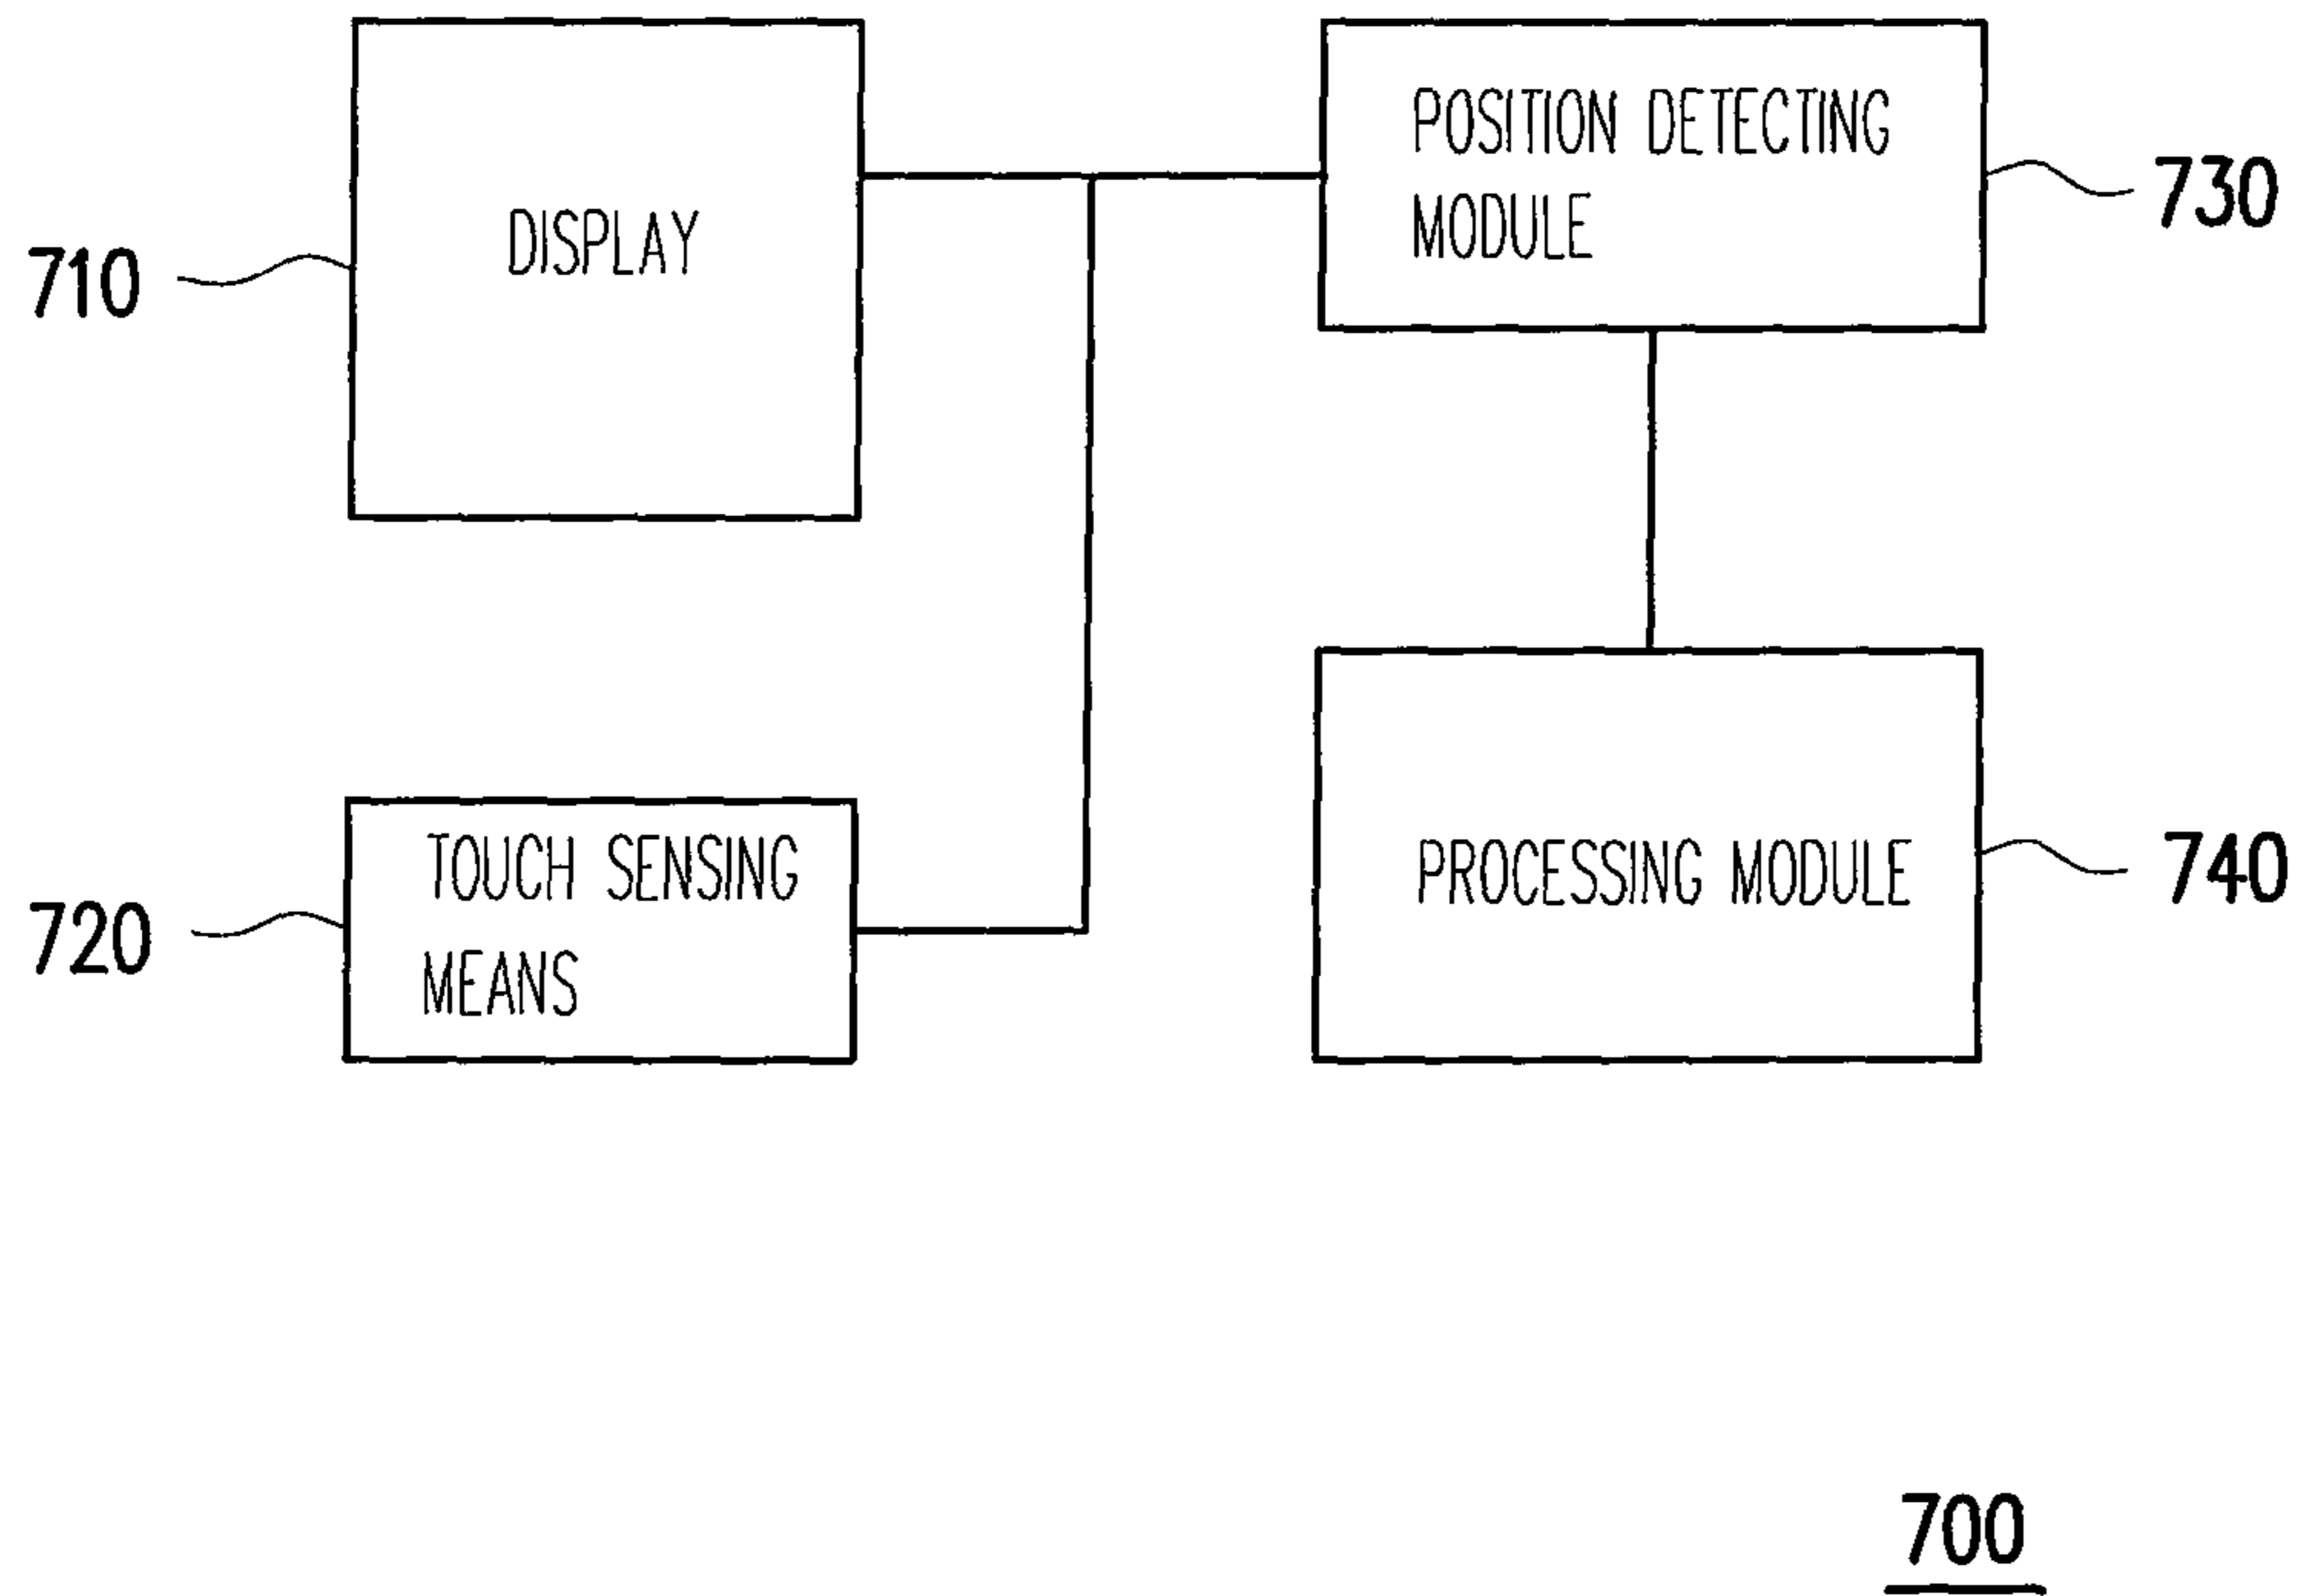 DISPLAY
710
POSITION DETECTING
MODULE
730
TOUCH SENSING
MEANS
720
PROCESSING MODULE
740
700